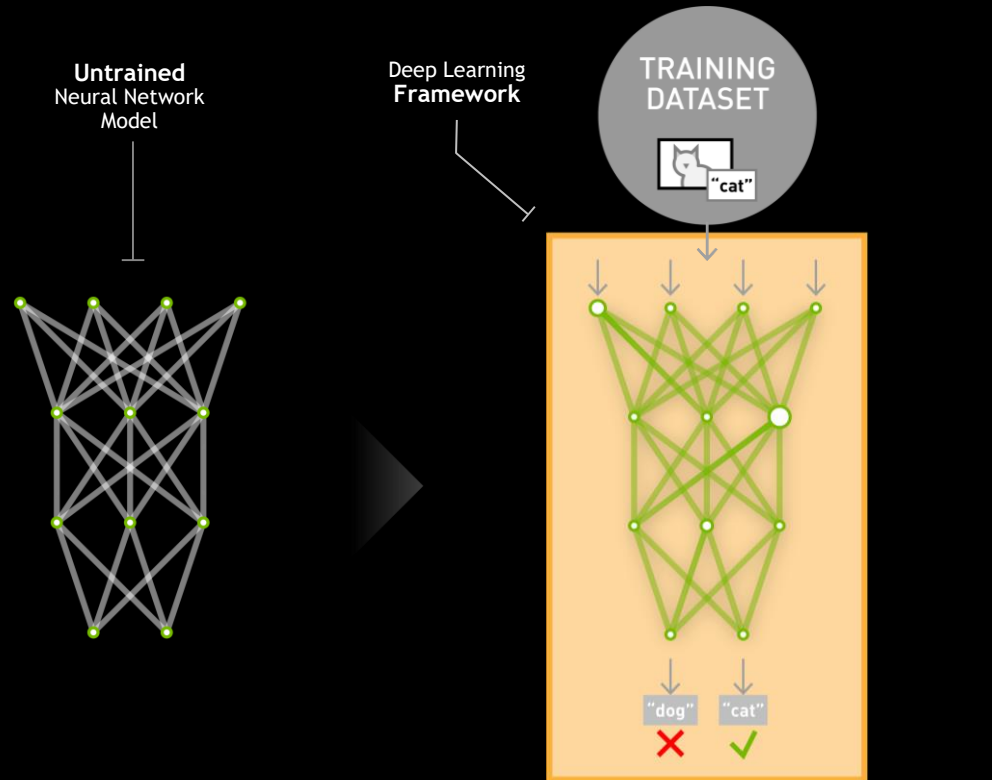 Untrained
Neural Network
Model
Deep Learning
Framework
TRAINING
DATASET
“cat”
“dog”
“cat”